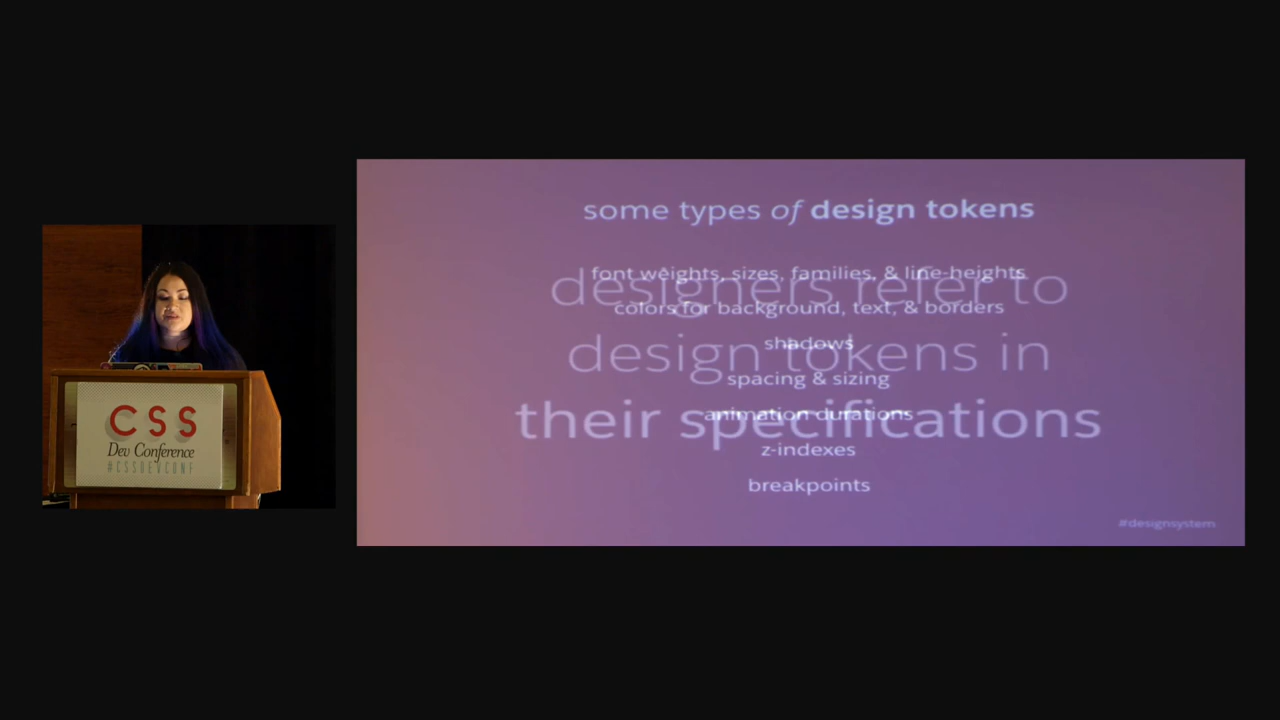 CSS
Dev Conference
#CSSDEVCONF
some types of design tokens
font weights, sizes, families, & line-heights
colors for background, text, & borders
shadows
spacing & sizing
animation durations
z-indexes
breakpoints
designers refer to
design tokens in
their specifications
#designsystem